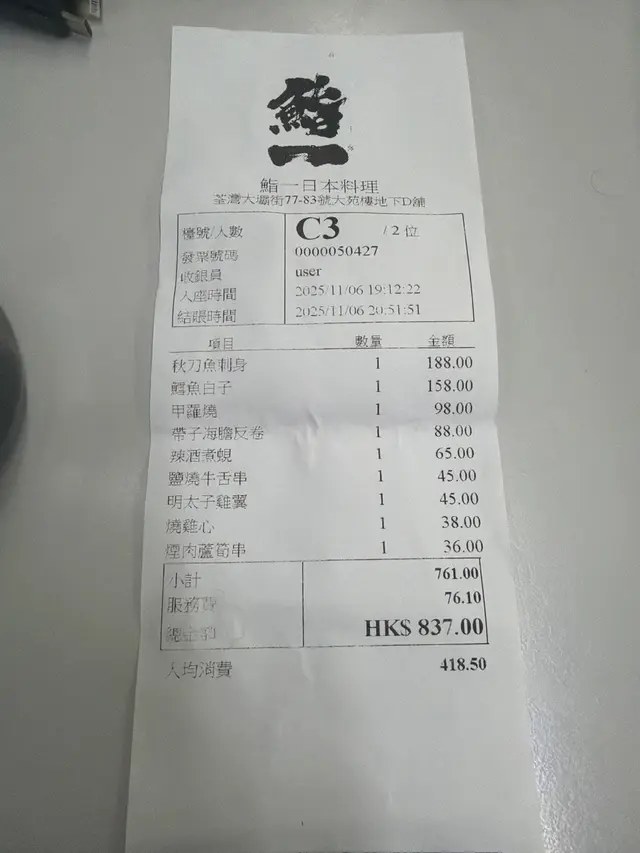 鮨一
鮨一日本料理
荃灣大壩街77-83號大苑樓地下D舖
檯號/人數 C3 / 2 位
發票號碼 0000050427
收銀員 user
入座時間 2025/11/06 19:12:22
結賬時間 2025/11/06 20:51:51
項目 數量 金額
秋刀魚刺身 1 188.00
鱈魚白子 1 158.00
甲羅燒 1 98.00
帶子海膽反卷 1 88.00
辣酒煮蜆 1 65.00
鹽燒牛舌串 1 45.00
明太子雞翼 1 45.00
燒雞心 1 38.00
煙肉蘆筍串 1 36.00
小計 761.00
服務費 76.10
總金額 HK$ 837.00
人均消費 418.50